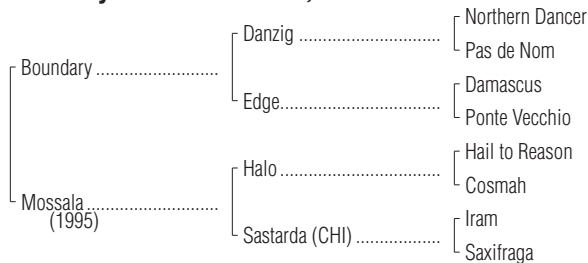 Northern Dancer
Danzig ........................................
Pas de Nom
Boundary ...................................
Damascus
Edge.............................................
Ponte Vecchio
Hail to Reason
Halo .............................................
Cosmah
Mossala ......................................
(1995)
Iram
Sastarda (CHI) .......................
Saxifraga